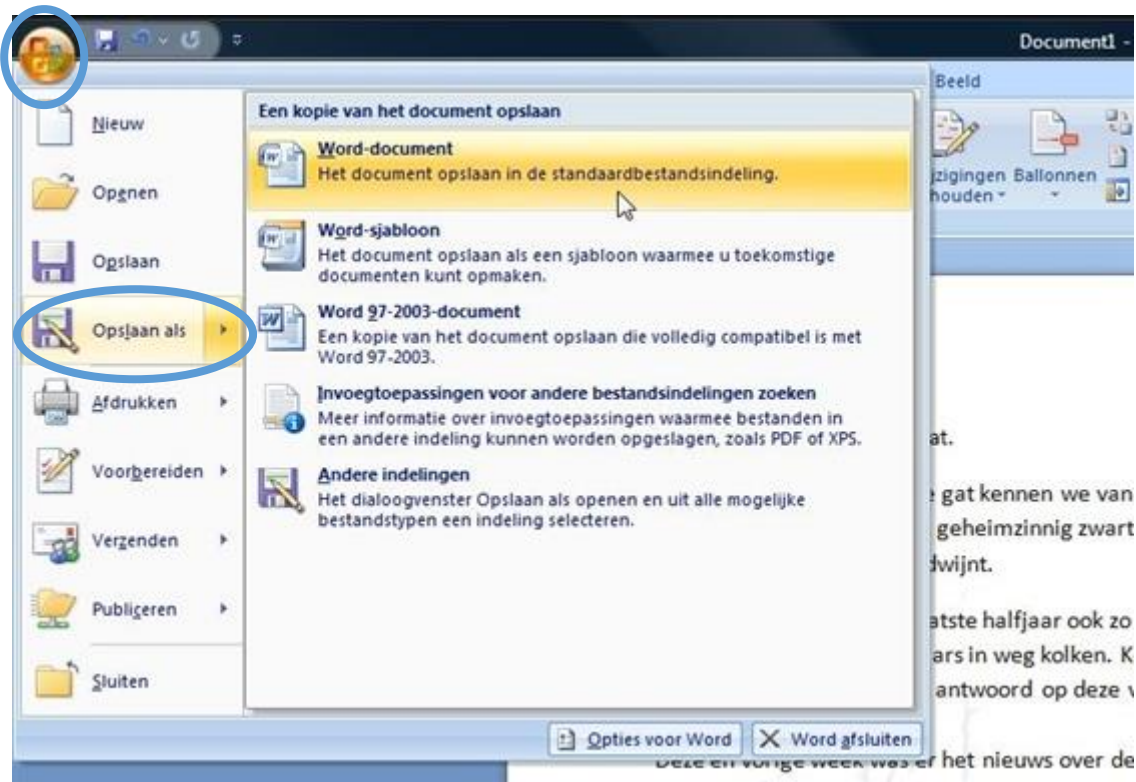 Document1 -
Beeld
Nieuw
Openen
Opslaan
Opslaan als
Afdrukken
Voorbereiden
Verzenden
Publiceren
Sluiten
Een kopie van het document opslaan
Word-document
Het document opslaan in de standaardbestandsindeling.
Word-sjabloon
Het document opslaan als een sjabloon waarmee u toekomstige
documenten kunt opmaken.
Word 97-2003-document
Een kopie van het document opslaan die volledig compatibel is met
Word 97-2003.
Invoegtoepassingen voor andere bestandsindelingen zoeken
Meer informatie over invoegtoepassingen waarmee bestanden in
een andere indeling kunnen worden opgeslagen, zoals PDF of XPS.
Andere indelingen
Het dialoogvenster Opslaan als openen en uit alle mogelijke
bestandstypen een indeling selecteren.
Opties voor Word
Word afsluiten
jzigingen Ballonnen
houden
at.
gat kennen we van
geheimzinnig zwart
dwijnt.
atste halfjaar ook zo
ars in weg kolken. K
antwoord op deze v
Deze en vorige week was er het nieuws over de